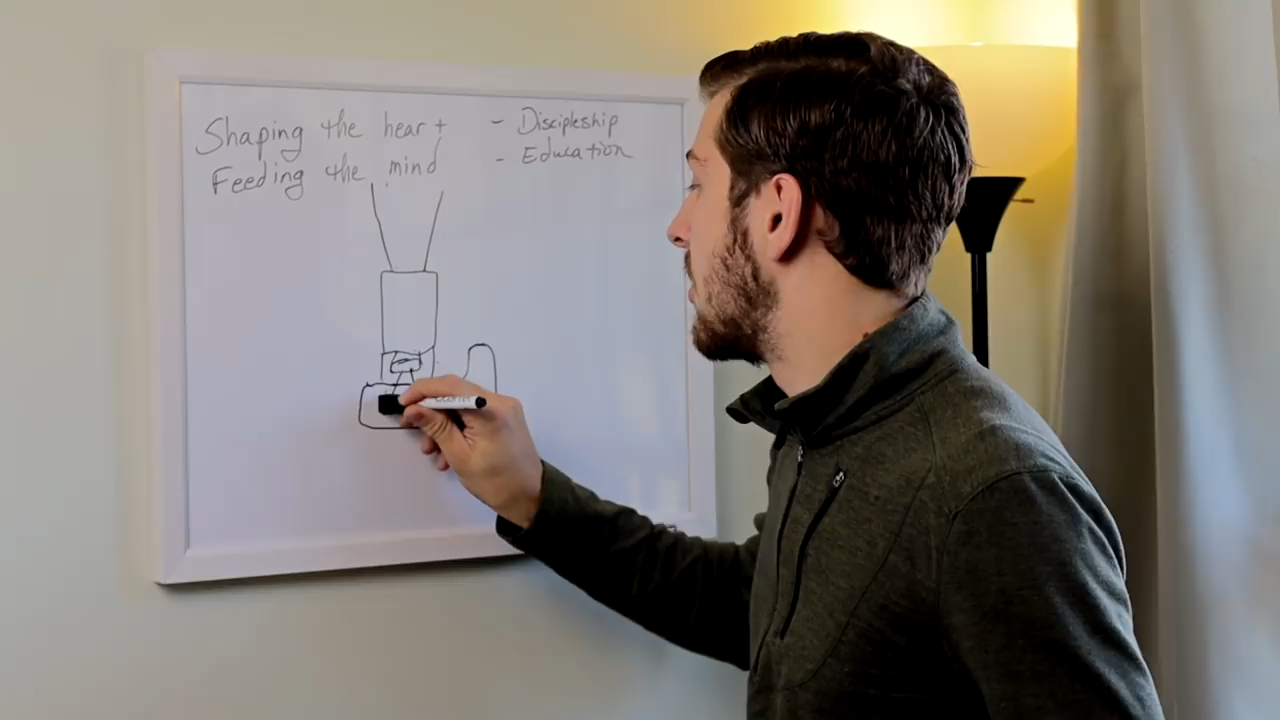 Shaping the heart - Discipleship
Feeding the mind - Education